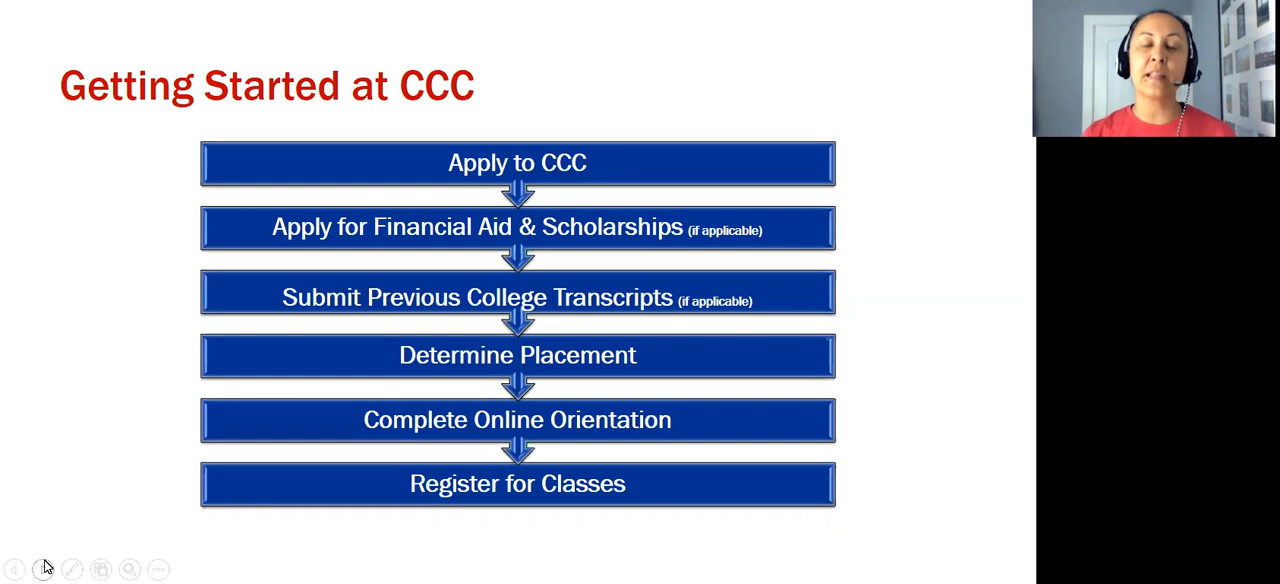 Getting Started at CCC
Apply to CCC
Apply for Financial Aid & Scholarships (if applicable)
Submit Previous College Transcripts (if applicable)
Determine Placement
Complete Online Orientation
Register for Classes